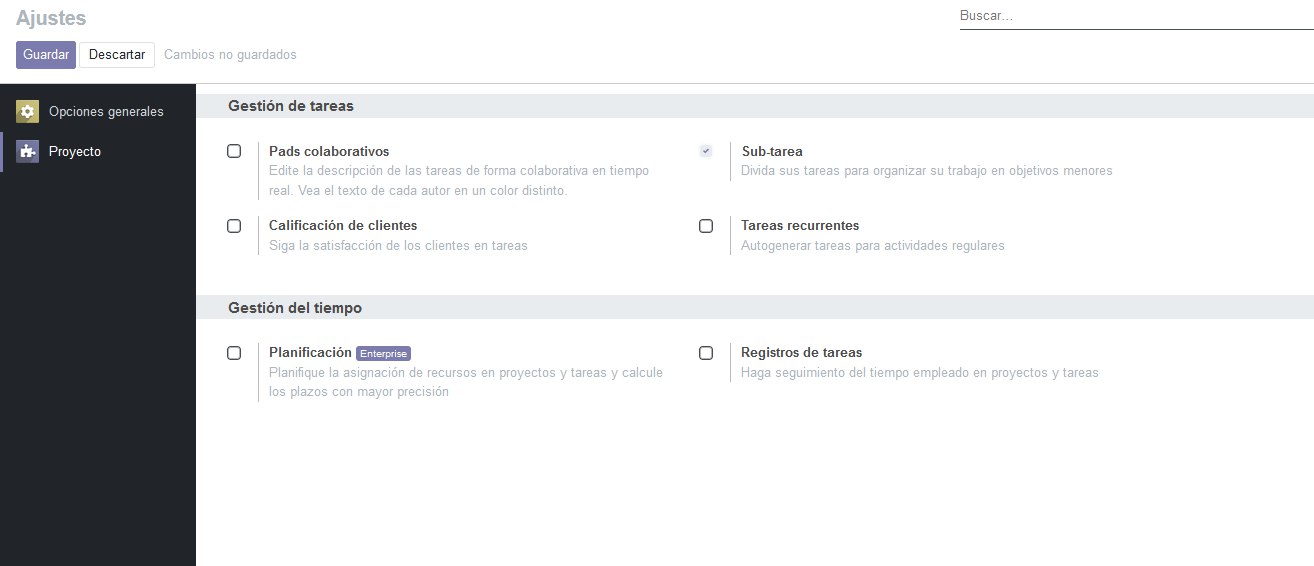 Ajustes
Buscar...
Guardar Descartar Cambios no guardados
Opciones generales
Proyecto
Gestión de tareas
Pads colaborativos
Edite la descripción de las tareas de forma colaborativa en tiempo
real. Vea el texto de cada autor en un color distinto.
Sub-tarea
Divida sus tareas para organizar su trabajo en objetivos menores
Calificación de clientes
Siga la satisfacción de los clientes en tareas
Tareas recurrentes
Autogenerar tareas para actividades regulares
Gestión del tiempo
Planificación Enterprise
Planifique la asignación de recursos en proyectos y tareas y calcule
los plazos con mayor precisión
Registros de tareas
Haga seguimiento del tiempo empleado en proyectos y tareas